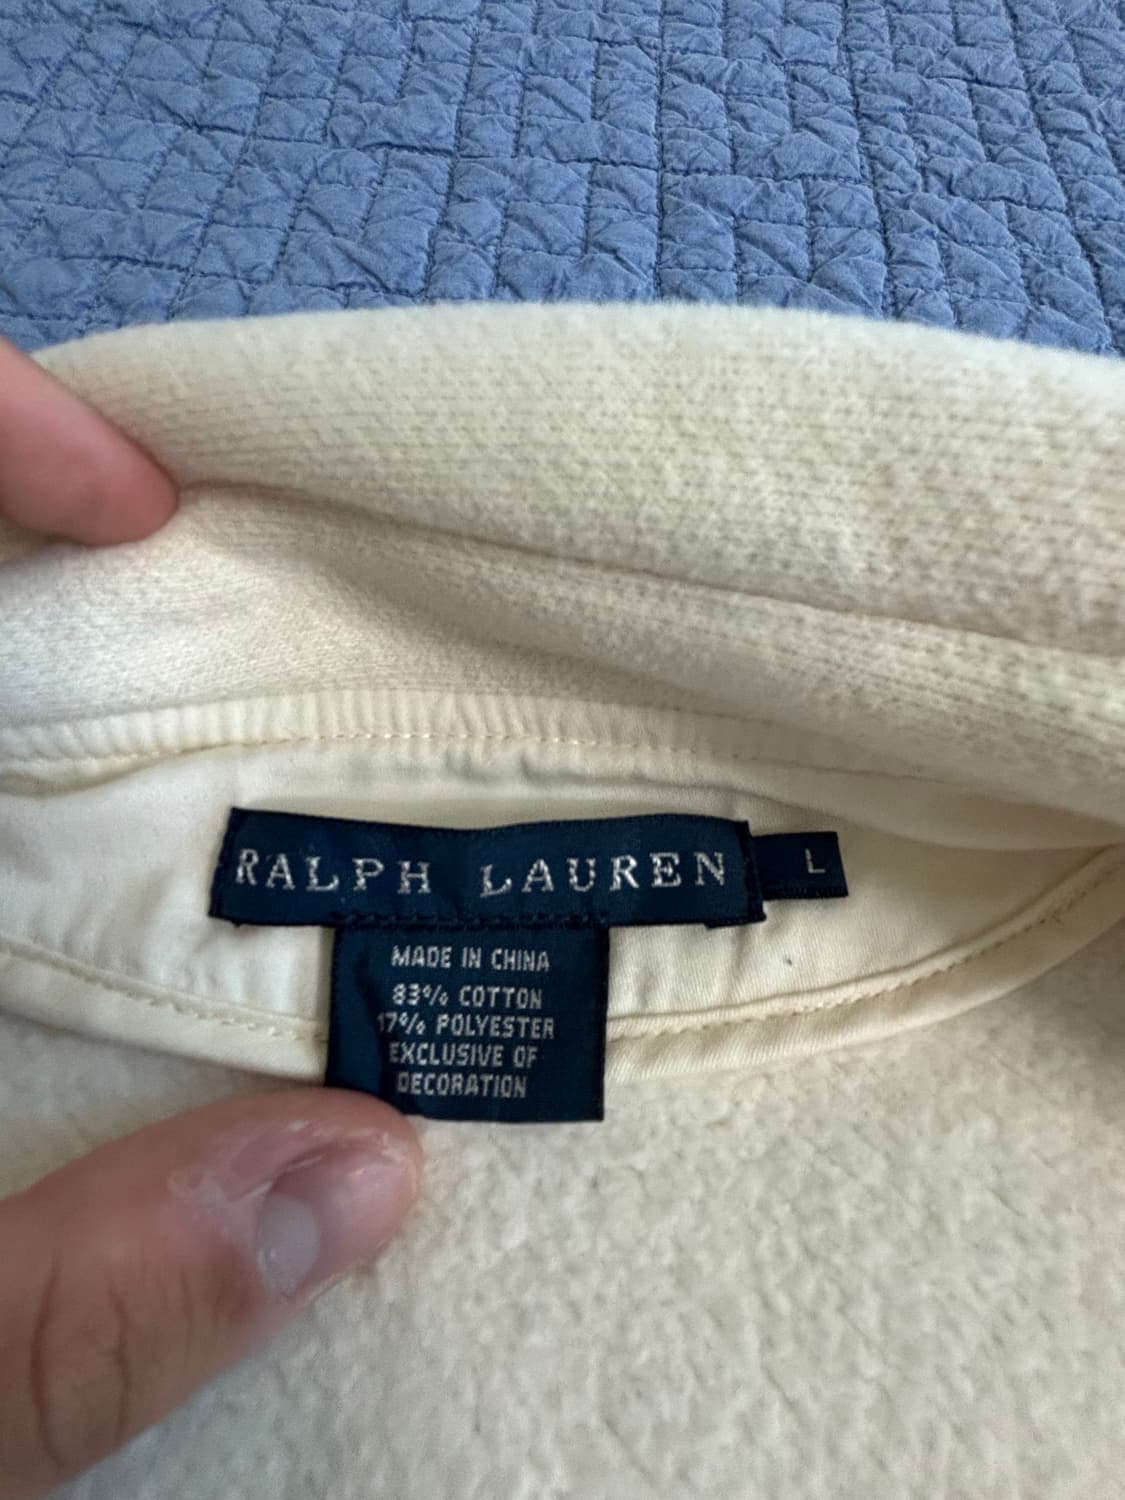 RALPH LAUREN
L
MADE IN CHINA
83% COTTON
17% POLYESTER
EXCLUSIVE OF
DECORATION